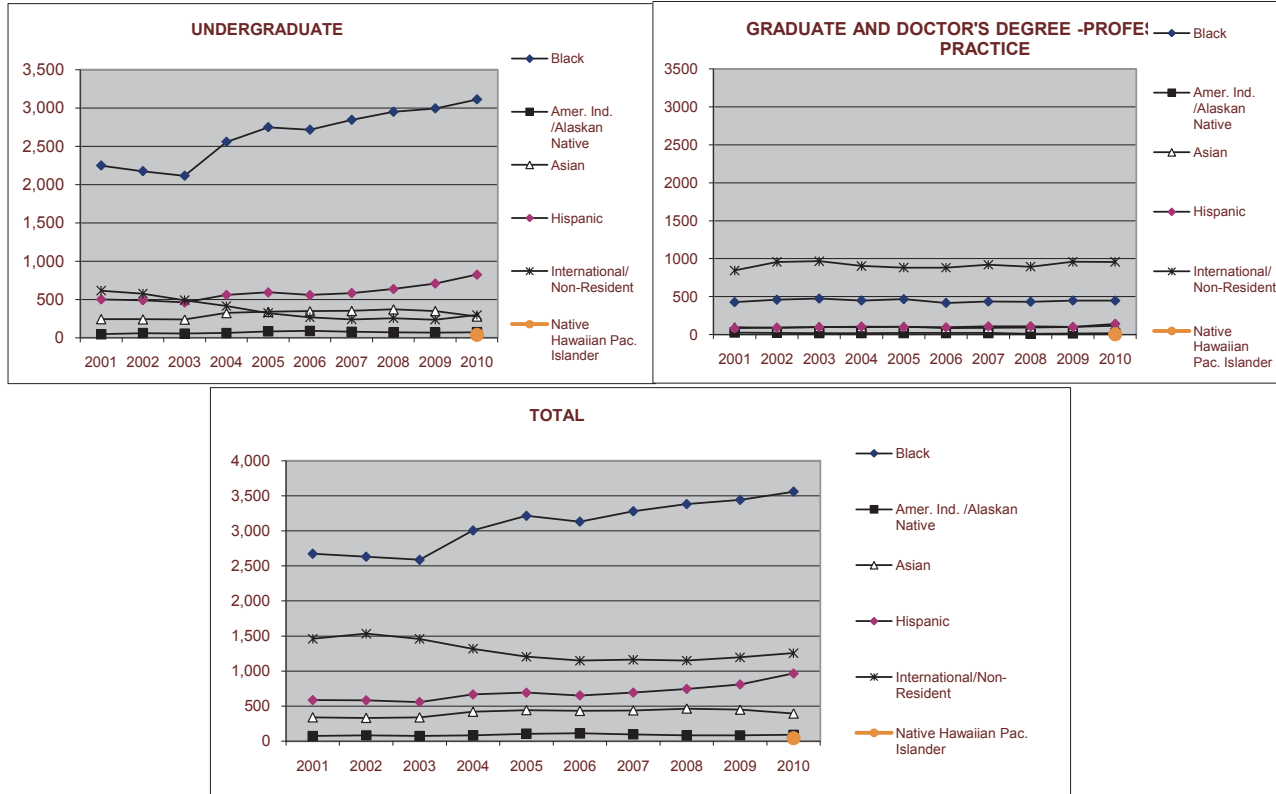 UNDERGRADUATE
3,500
3,000
2,500
2,000
1,500
1,000
500
0
2001 2002 2003 2004 2005 2006 2007 2008 2009 2010
Black
Amer. Ind.
/Alaskan
Native
Asian
Hispanic
International/
Non-Resident
Native
Hawaiian Pac.
Islander
GRADUATE AND DOCTOR'S DEGREE -PROFES
PRACTICE
3500
3000
2500
2000
1500
1000
500
0
2001 2002 2003 2004 2005 2006 2007 2008 2009 2010
Black
Amer. Ind.
/Alaskan
Native
Asian
Hispanic
International/
Non-Resident
Native
Hawaiian
Pac. Islander
TOTAL
4,000
3,500
3,000
2,500
2,000
1,500
1,000
500
0
2001 2002 2003 2004 2005 2006 2007 2008 2009 2010
Black
Amer. Ind. /Alaskan
Native
Asian
Hispanic
International/Non-
Resident
Native Hawaiian Pac.
Islander